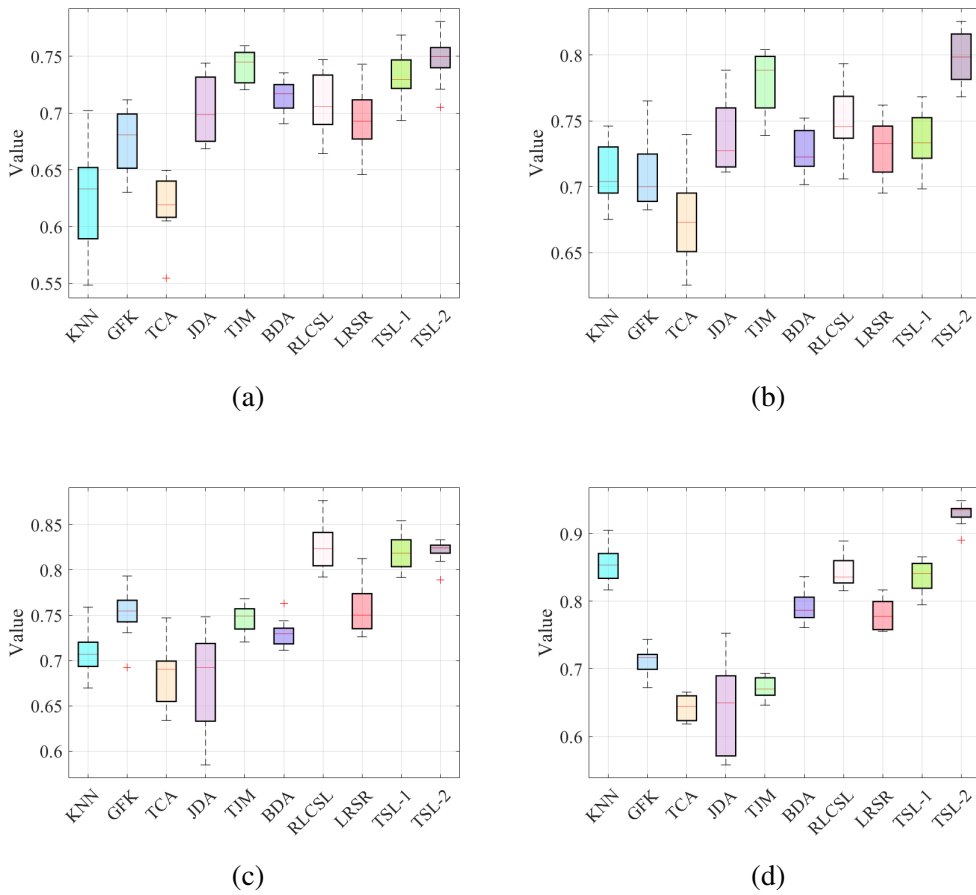 0.75
0.7
0.65
0.6
0.55
Value
KNN
GFK
TCA
JDA
TJM
BDA
RLCSL
LRSR
TSL-1
TSL-2
(a)
0.8
0.75
0.7
0.65
Value
KNN
GFK
TCA
JDA
TJM
BDA
RLCSL
LRSR
TSL-1
TSL-2
(b)
0.85
0.8
0.75
0.7
0.65
0.6
Value
KNN
GFK
TCA
JDA
TJM
BDA
RLCSL
LRSR
TSL-1
TSL-2
(c)
0.9
0.8
0.7
0.6
Value
KNN
GFK
TCA
JDA
TJM
BDA
RLCSL
LRSR
TSL-1
TSL-2
(d)